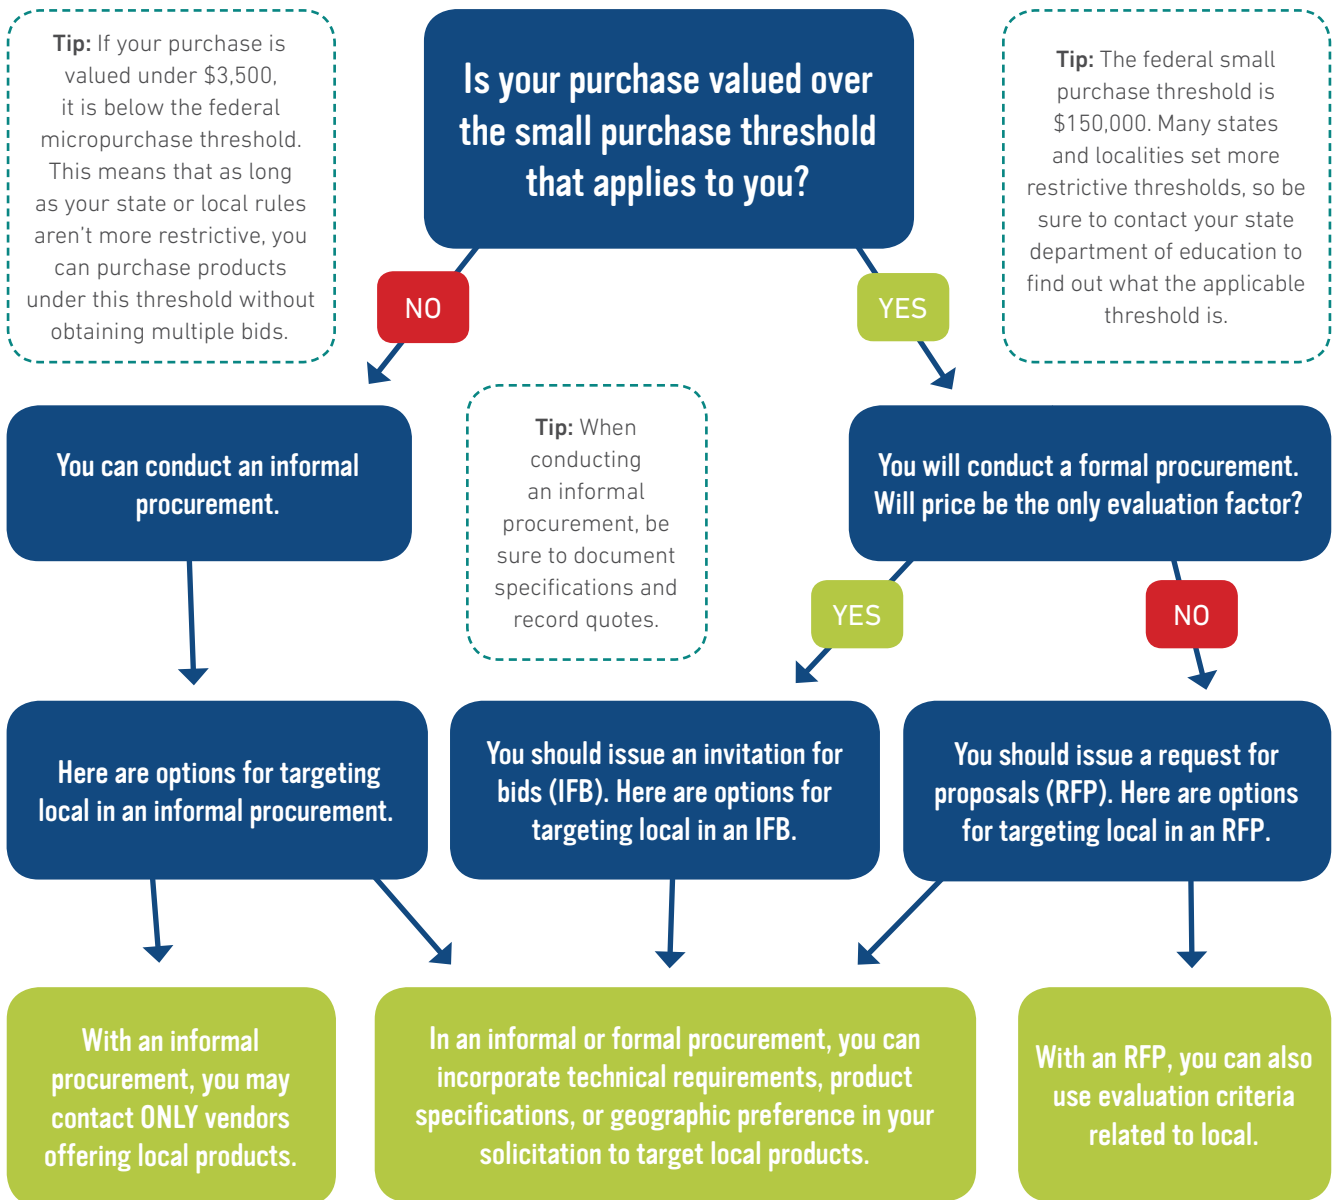 Tip: If your purchase is
valued under $3,500,
it is below the federal
micropurchase threshold.
This means that as long
as your state or local rules
aren't more restrictive, you
can purchase products
under this threshold without
obtaining multiple bids.
Is your purchase valued over
the small purchase threshold
that applies to you?
Tip: The federal small
purchase threshold is
$150,000. Many states
and localities set more
restrictive thresholds, so be
sure to contact your state
department of education to
find out what the applicable
threshold is.
NO
YES
You can conduct an informal
procurement.
Tip: When
conducting
an informal
procurement, be
sure to document
specifications and
record quotes.
You will conduct a formal procurement.
Will price be the only evaluation factor?
YES
NO
Here are options for targeting
local in an informal procurement.
You should issue an invitation for
bids (IFB). Here are options for
targeting local in an IFB.
You should issue a request for
proposals (RFP). Here are options
for targeting local in an RFP.
With an informal
procurement, you may
contact ONLY vendors
offering local products.
In an informal or formal procurement, you can
incorporate technical requirements, product
specifications, or geographic preference in your
solicitation to target local products.
With an RFP, you can also
use evaluation criteria
related to local.